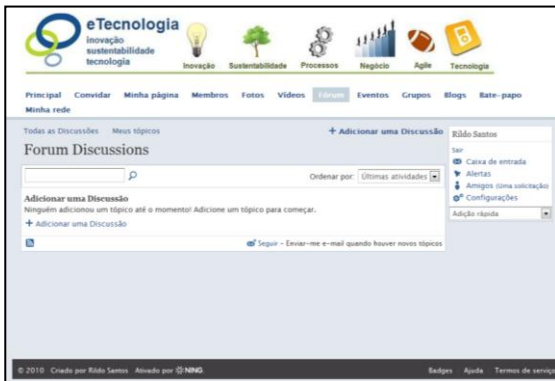 eTecnologia
inovação
sustentabilidade
tecnologia
Inovação Sustentabilidade Processos Negócio Agile Tecnologia
Principal Convidar Minha página Membros Fotos Vídeos Fórum Eventos Grupos Blogs Bate-papo
Minha rede
Todas as Discussões Meus tópicos + Adicionar uma Discussão
Forum Discussions
Ordenar por: Últimas atividades
Adicionar uma Discussão
Ninguém adicionou um tópico até o momento! Adicione um tópico para começar.
+ Adicionar uma Discussão
Seguir - Enviar-me e-mail quando houver novos tópicos
Rildo Santos
Sair
Caixa de entrada
Alertas
Amigos (uma solicitação)
Configurações
Adição rápida
© 2010 Criado por Rildo Santos Ativado por NING
Badges Ajuda Termos de serviço